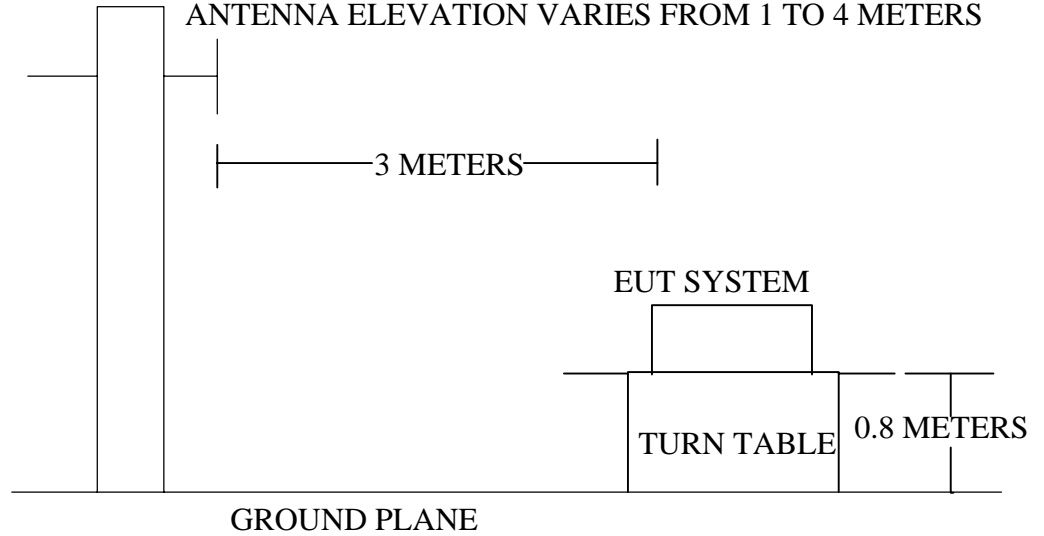 ANTENNA ELEVATION VARIES FROM 1 TO 4 METERS
3 METERS
EUT SYSTEM
TURN TABLE
0.8 METERS
GROUND PLANE